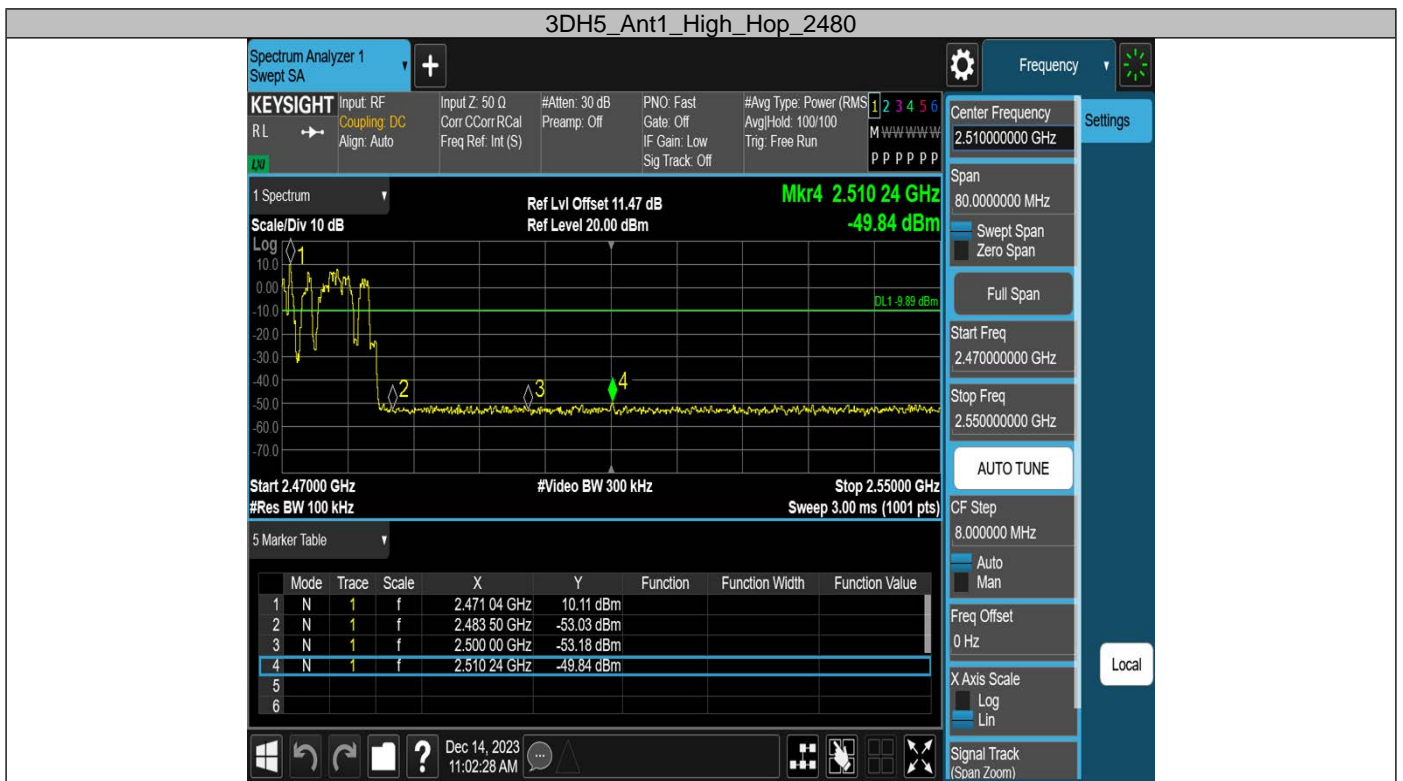 3DH5_Ant1_High_Hop_2480
Spectrum Analyzer 1
Swept SA
+
Frequency
KEYSIGHT
RL
LXI
Input: RF
Coupling: DC
Align: Auto
Input Z: 50 Ω
Corr CCorr RCal
Freq Ref: Int (S)
#Atten: 30 dB
Preamp: Off
PNO: Fast
Gate: Off
IF Gain: Low
Sig Track: Off
#Avg Type: Power (RMS
Avg|Hold: 100/100
Trig: Free Run
1 2 3 4 5 6
M W W W W W
P P P P P P
1 Spectrum
Scale/Div 10 dB
Ref Lvl Offset 11.47 dB
Ref Level 20.00 dBm
Mkr4 2.510 24 GHz
-49.84 dBm
Log
10.0
0.00
-10.0
-20.0
-30.0
-40.0
-50.0
-60.0
-70.0
1
2
3
4
DL1 -9.89 dBm
Start 2.47000 GHz
#Res BW 100 kHz
#Video BW 300 kHz
Stop 2.55000 GHz
Sweep 3.00 ms (1001 pts)
5 Marker Table
Mode Trace Scale X Y Function Function Width Function Value
1 N 1 f 2.471 04 GHz 10.11 dBm
2 N 1 f 2.483 50 GHz -53.03 dBm
3 N 1 f 2.500 00 GHz -53.18 dBm
4 N 1 f 2.510 24 GHz -49.84 dBm
5
6
?
Dec 14, 2023
11:02:28 AM
Center Frequency
2.510000000 GHz
Settings
Span
80.0000000 MHz
Swept Span
Zero Span
Full Span
Start Freq
2.470000000 GHz
Stop Freq
2.550000000 GHz
AUTO TUNE
CF Step
8.000000 MHz
Auto
Man
Freq Offset
0 Hz
Local
X Axis Scale
Log
Lin
Signal Track
(Span Zoom)